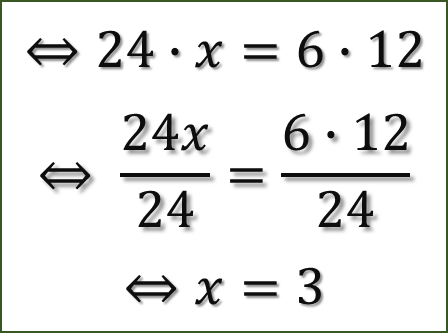 ⇔ 24 · x = 6 · 12
⇔ 24x/24 = 6 · 12/24
⇔ x = 3